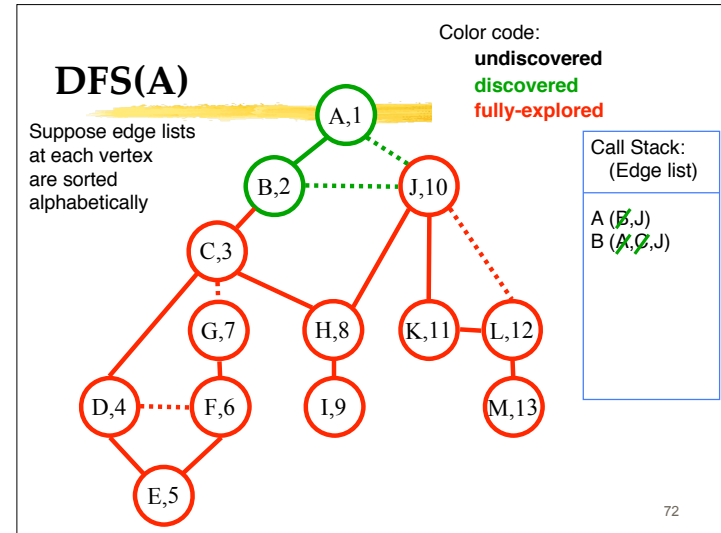 Color code:
undiscovered
discovered
fully-explored
DFS(A)
Suppose edge lists
at each vertex
are sorted
alphabetically
A,1
B,2
J,10
C,3
G,7
H,8
K,11
L,12
D,4
F,6
I,9
M,13
E,5
Call Stack:
(Edge list)
A (B,J)
B (A,C,J)
72